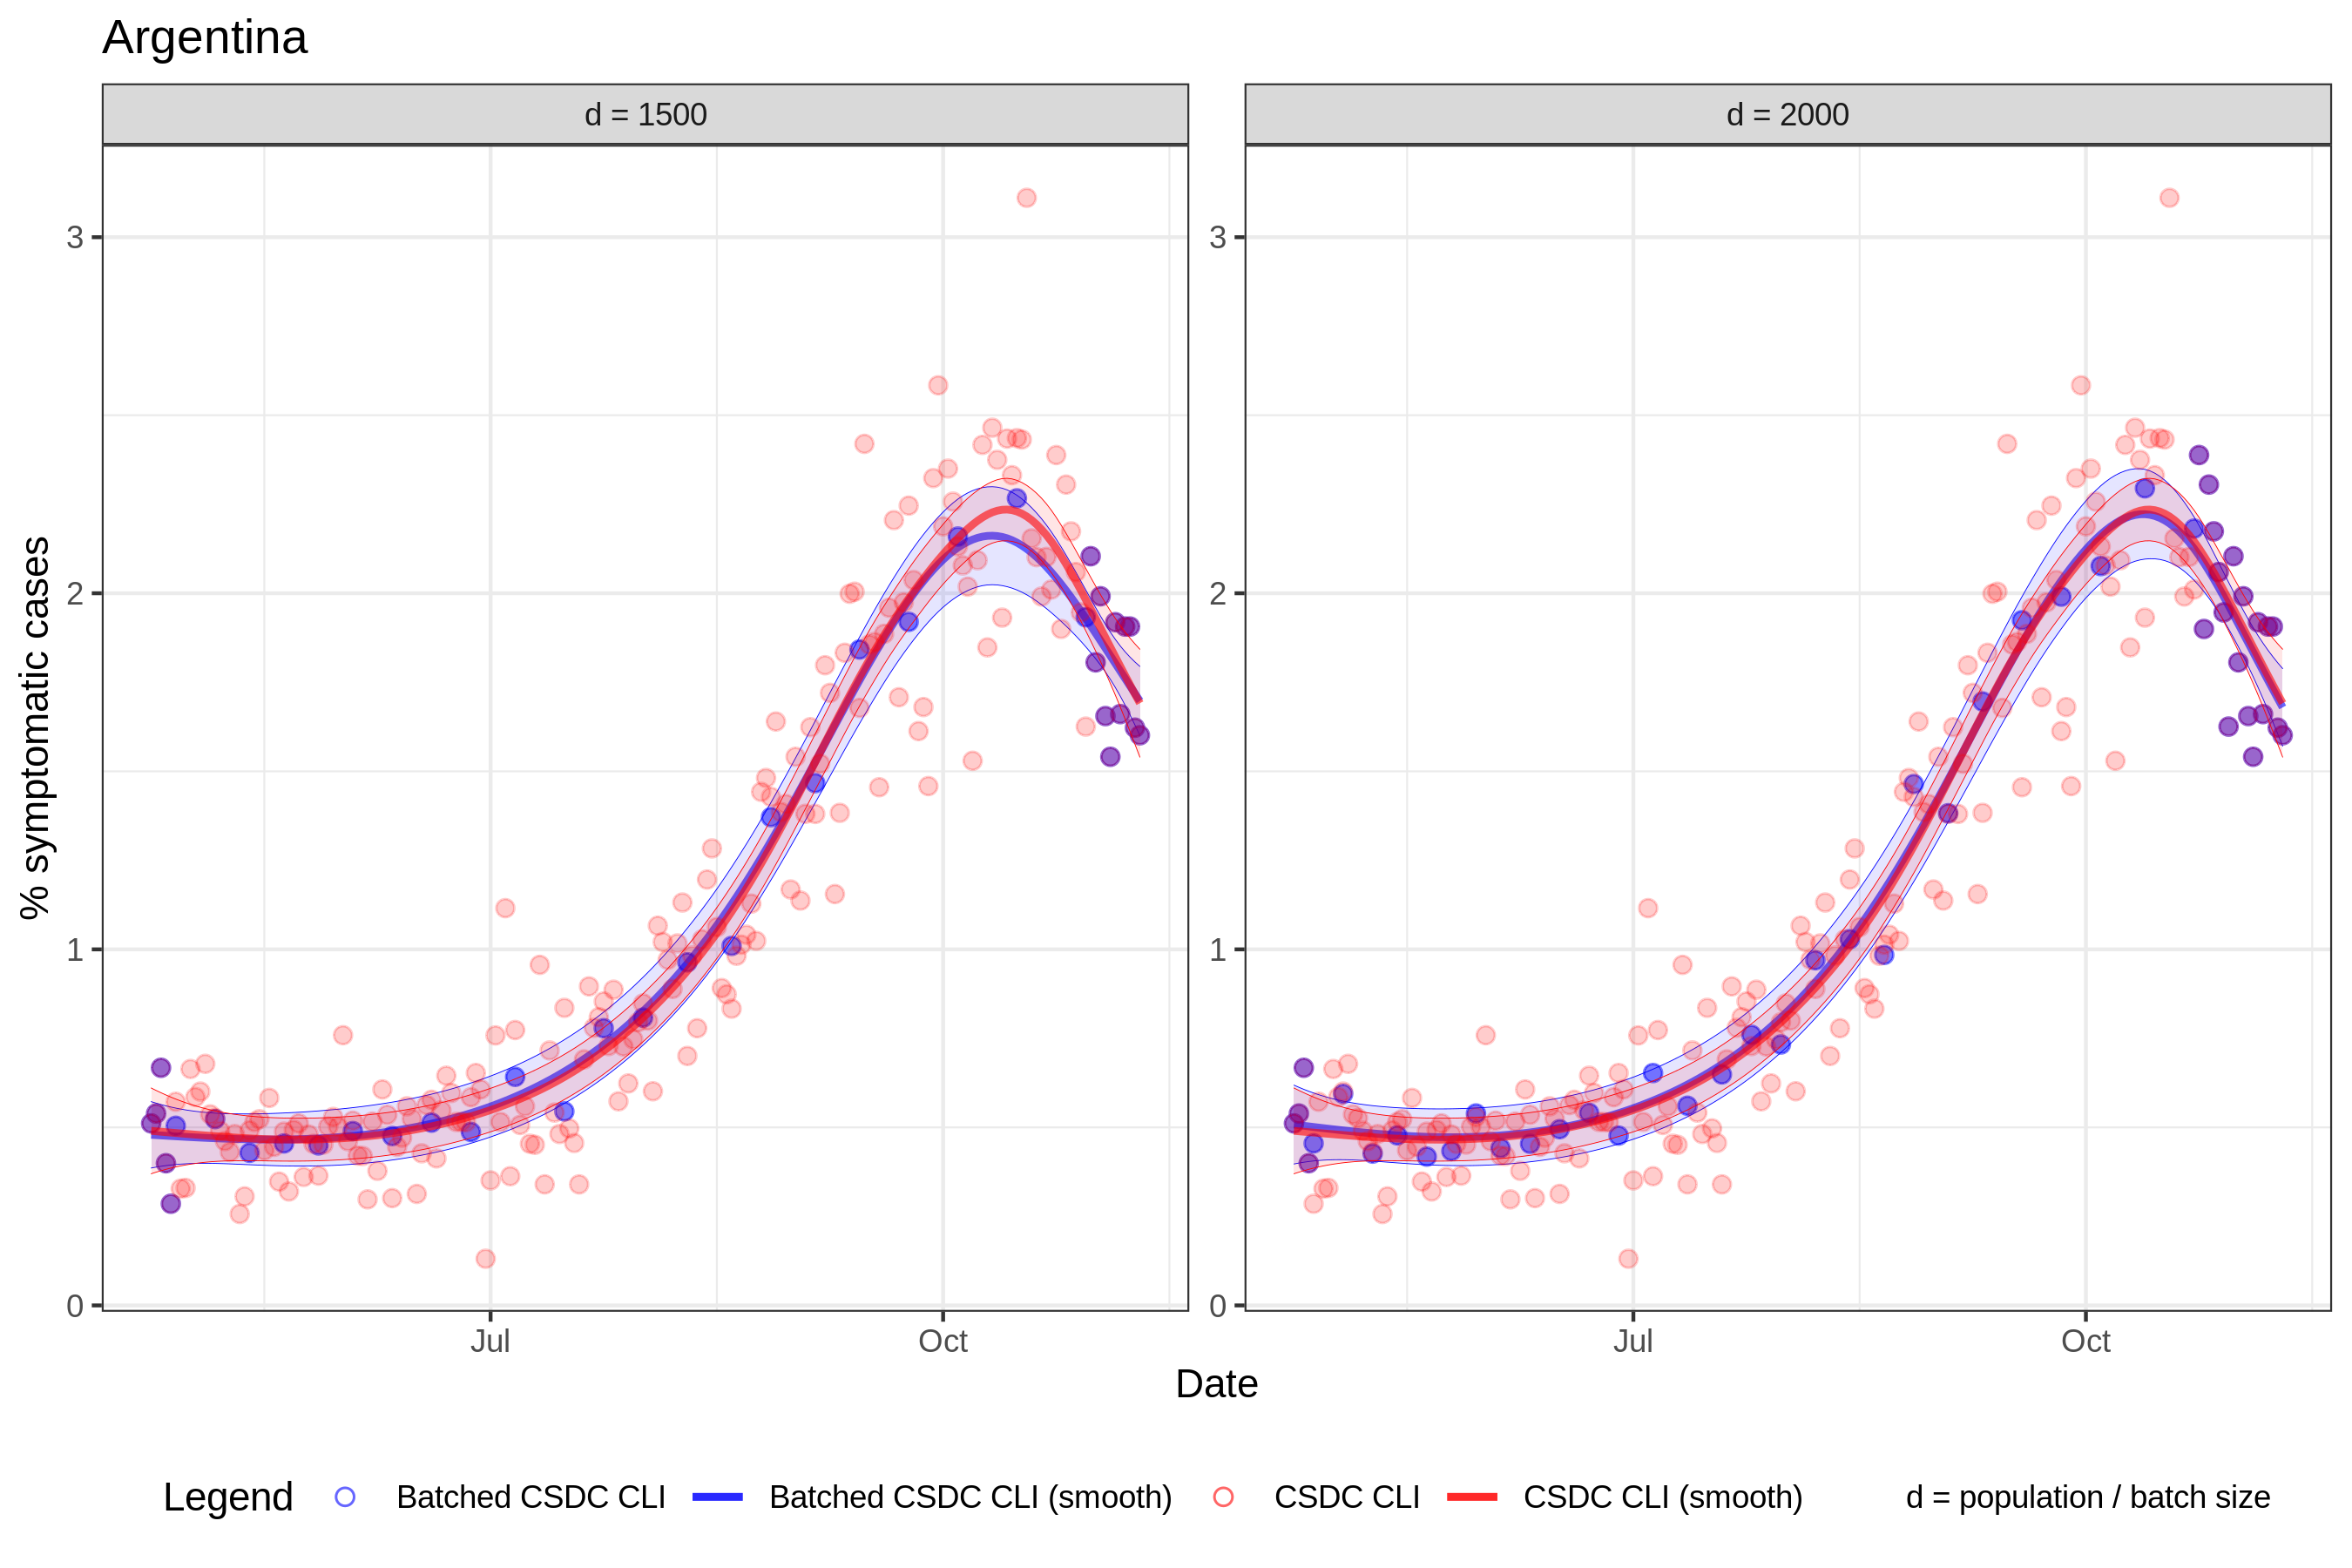 Argentina
d = 1500
d = 2000
% symptomatic cases
3
2
1
0
3
2
1
0
Jul
Oct
Jul
Oct
Date
Legend
Batched CSDC CLI
Batched CSDC CLI (smooth)
CSDC CLI
CSDC CLI (smooth)
d = population / batch size